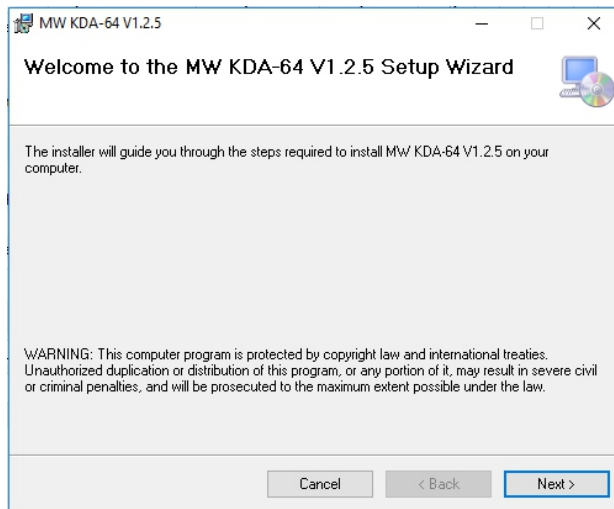 MW KDA-64 V1.2.5
Welcome to the MW KDA-64 V1.2.5 Setup Wizard
The installer will guide you through the steps required to install MW KDA-64 V1.2.5 on your
computer.
WARNING: This computer program is protected by copyright law and international treaties.
Unauthorized duplication or distribution of this program, or any portion of it, may result in severe civil
or criminal penalties, and will be prosecuted to the maximum extent possible under the law.
Cancel < Back Next >